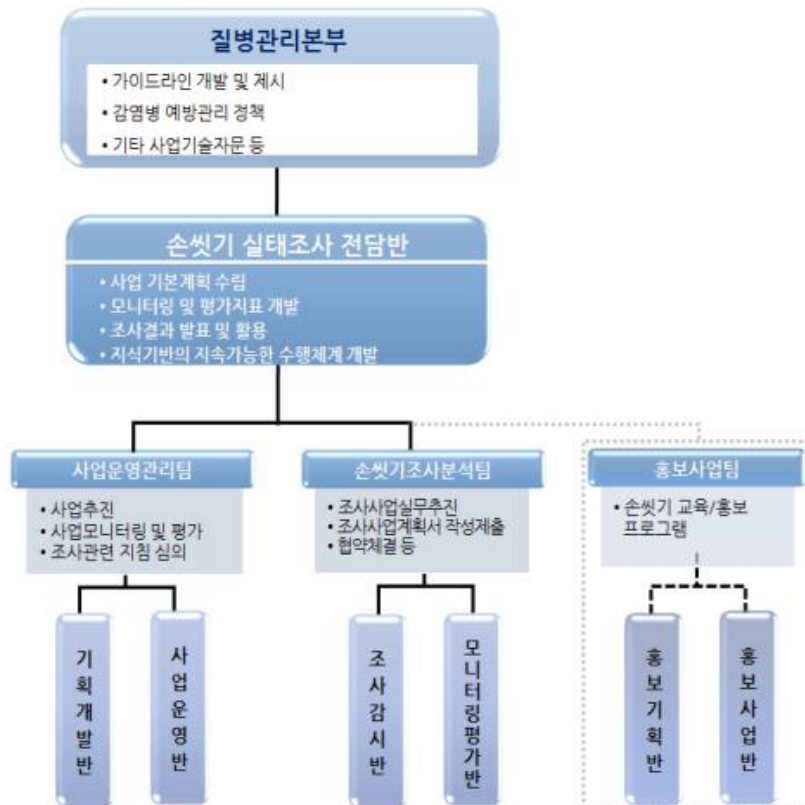 질병관리본부
• 가이드라인 개발 및 제시
• 감염병 예방관리 정책
• 기타 사업기술자문 등
손씻기 실태조사 전담반
• 사업 기본계획 수립
• 모니터링 및 평가지표 개발
• 조사결과 발표 및 활용
• 지식기반의 지속가능한 수행체계 개발
사업운영관리팀
• 사업추진
• 사업모니터링 및 평가
• 조사관련 지침 심의
손씻기조사분석팀
• 조사사업실무추진
• 조사사업계획서 작성제출
• 협약체결 등
홍보사업팀
• 손씻기 교육/홍보
프로그램
기획개발반
사업운영반
조사감시반
모니터링평가반
홍보기획반
홍보사업반